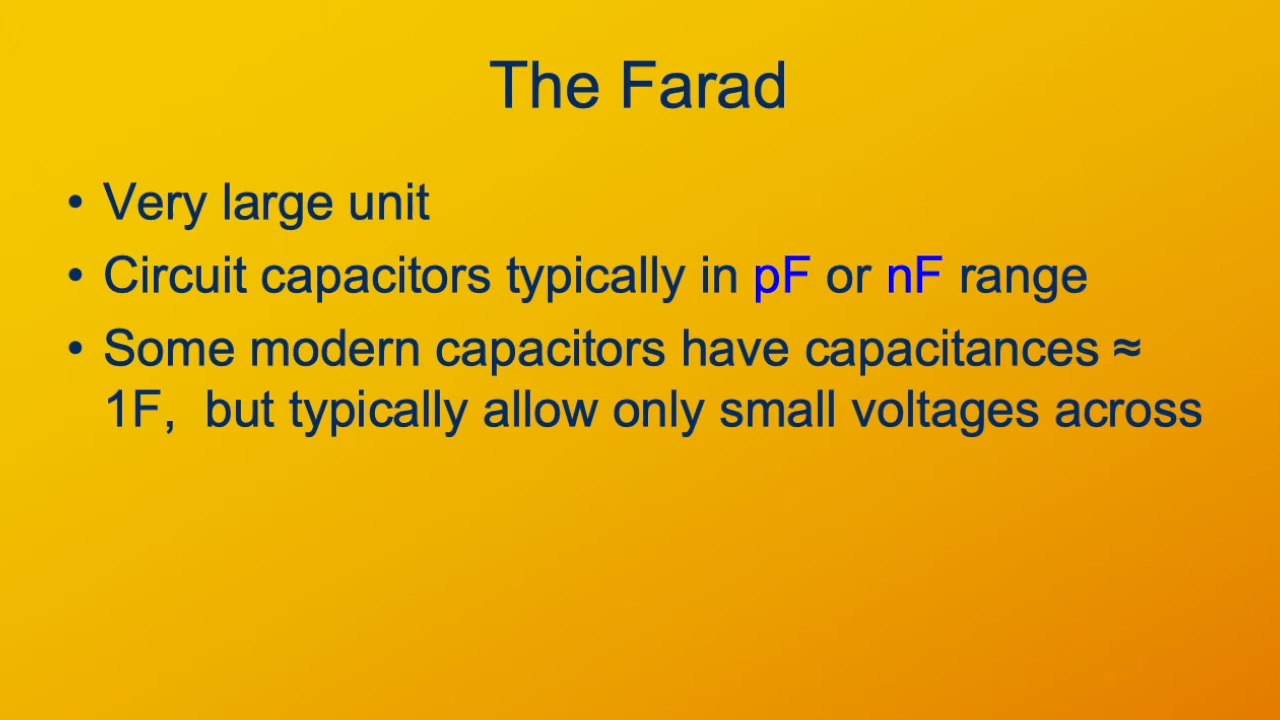 The Farad
• Very large unit
• Circuit capacitors typically in pF or nF range
• Some modern capacitors have capacitances ≈
1F,  but typically allow only small voltages across